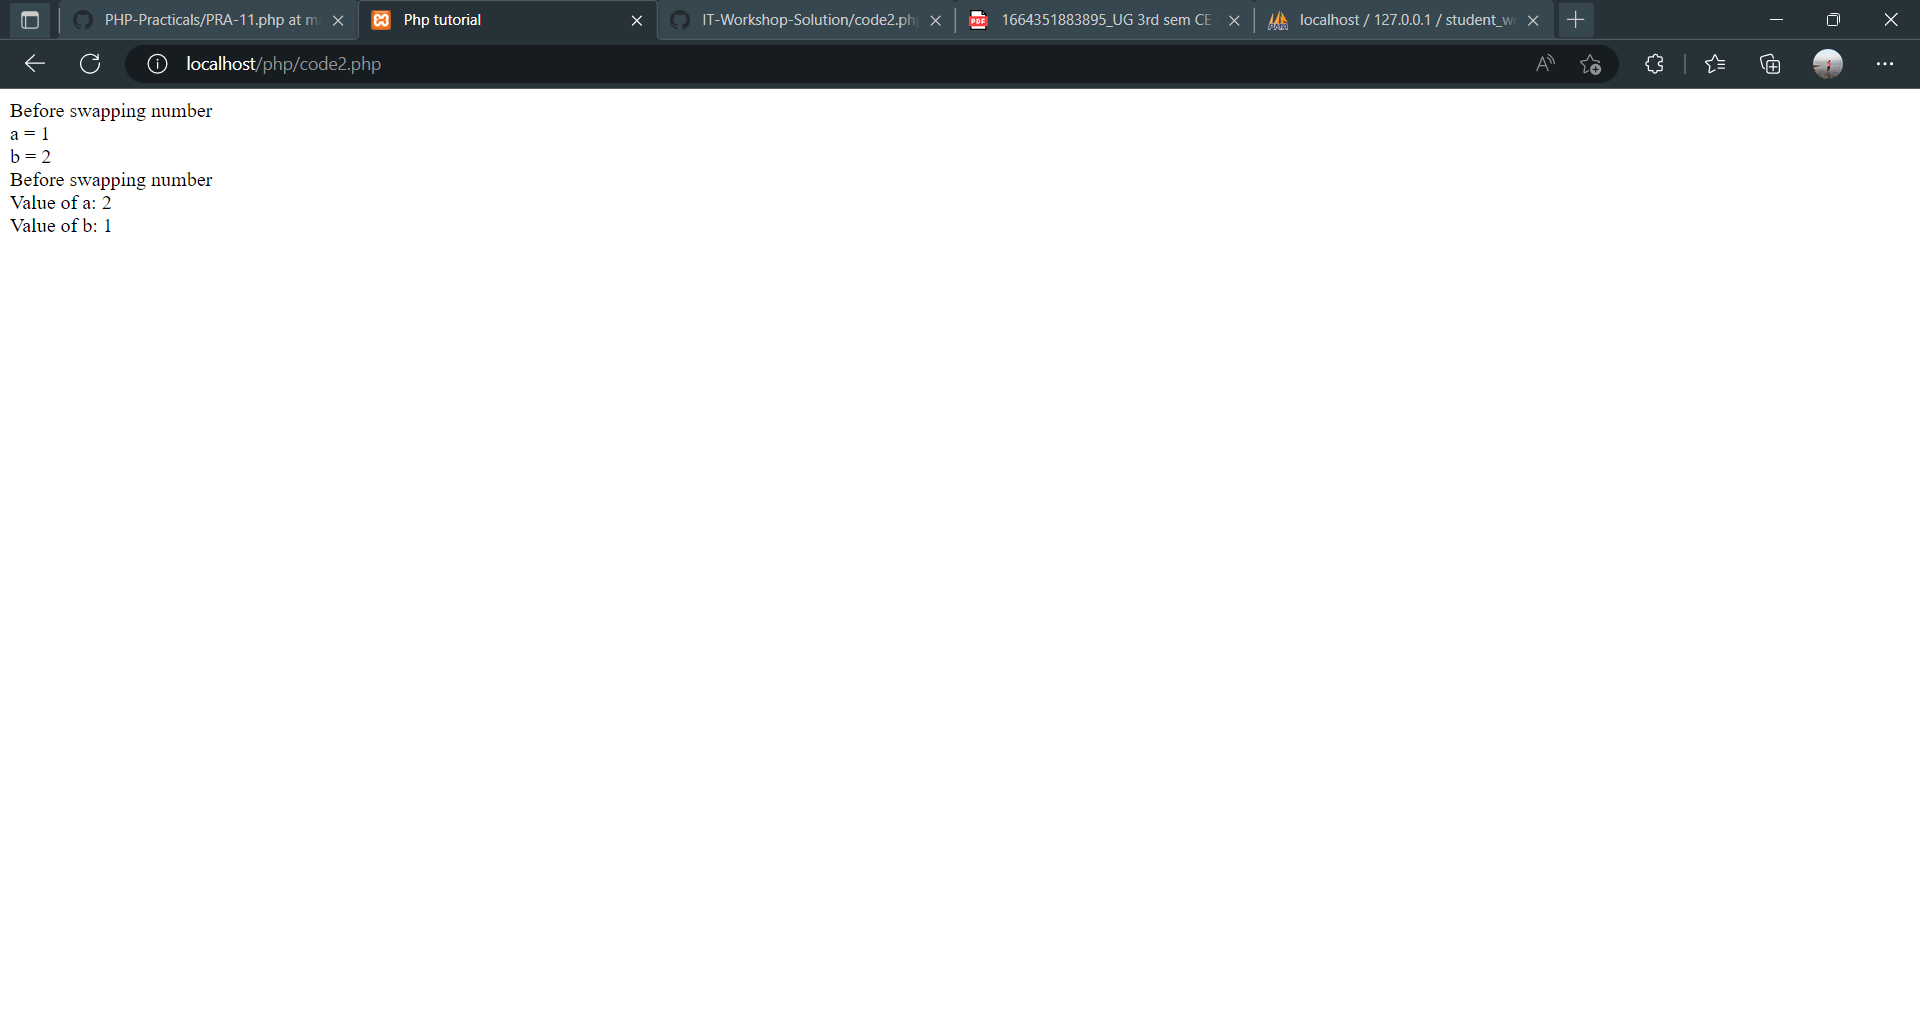 PHP-Practicals/PRA-11.php at m
Php tutorial
IT-Workshop-Solution/code2.ph
1664351883895_UG 3rd sem CE
localhost / 127.0.0.1 / student_w
localhost/php/code2.php
Before swapping number
a = 1
b = 2
Before swapping number
Value of a: 2
Value of b: 1